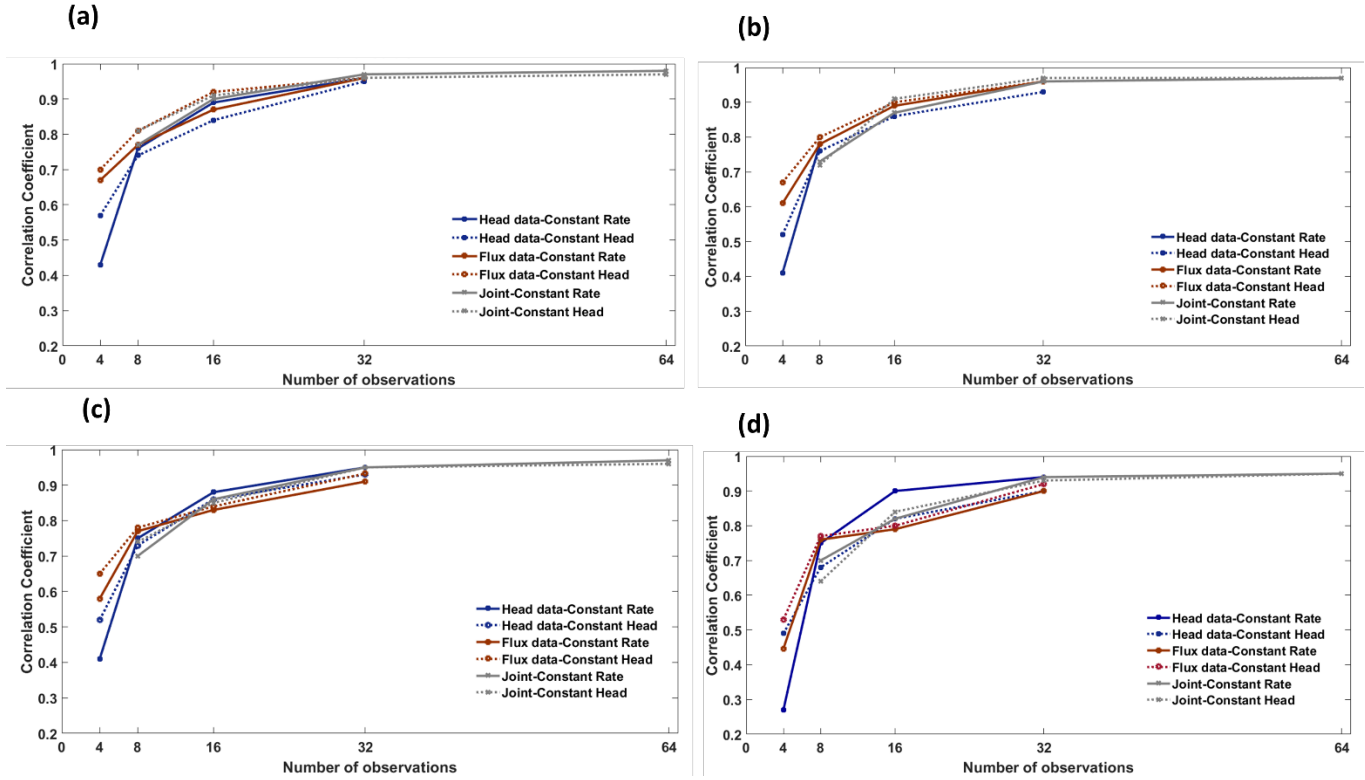 (a)
1
0.9
0.8
0.7
0.6
0.5
0.4
0.3
0.2
Correlation Coefficient
Head data-Constant Rate
Head data-Constant Head
Flux data-Constant Rate
Flux data-Constant Head
Joint-Constant Rate
Joint-Constant Head
0 4 8 16 32 64
Number of observations
(b)
1
0.9
0.8
0.7
0.6
0.5
0.4
0.3
0.2
Correlation Coefficient
Head data-Constant Rate
Head data-Constant Head
Flux data-Constant Rate
Flux data-Constant Head
Joint-Constant Rate
Joint-Constant Head
0 4 8 16 32 64
Number of observations
(c)
1
0.9
0.8
0.7
0.6
0.5
0.4
0.3
0.2
Correlation Coefficient
Head data-Constant Rate
Head data-Constant Head
Flux data-Constant Rate
Flux data-Constant Head
Joint-Constant Rate
Joint-Constant Head
0 4 8 16 32 64
Number of observations
(d)
1
0.9
0.8
0.7
0.6
0.5
0.4
0.3
0.2
Correlation Coefficient
Head data-Constant Rate
Head data-Constant Head
Flux data-Constant Rate
Flux data-Constant Head
Joint-Constant Rate
Joint-Constant Head
0 4 8 16 32 64
Number of observations